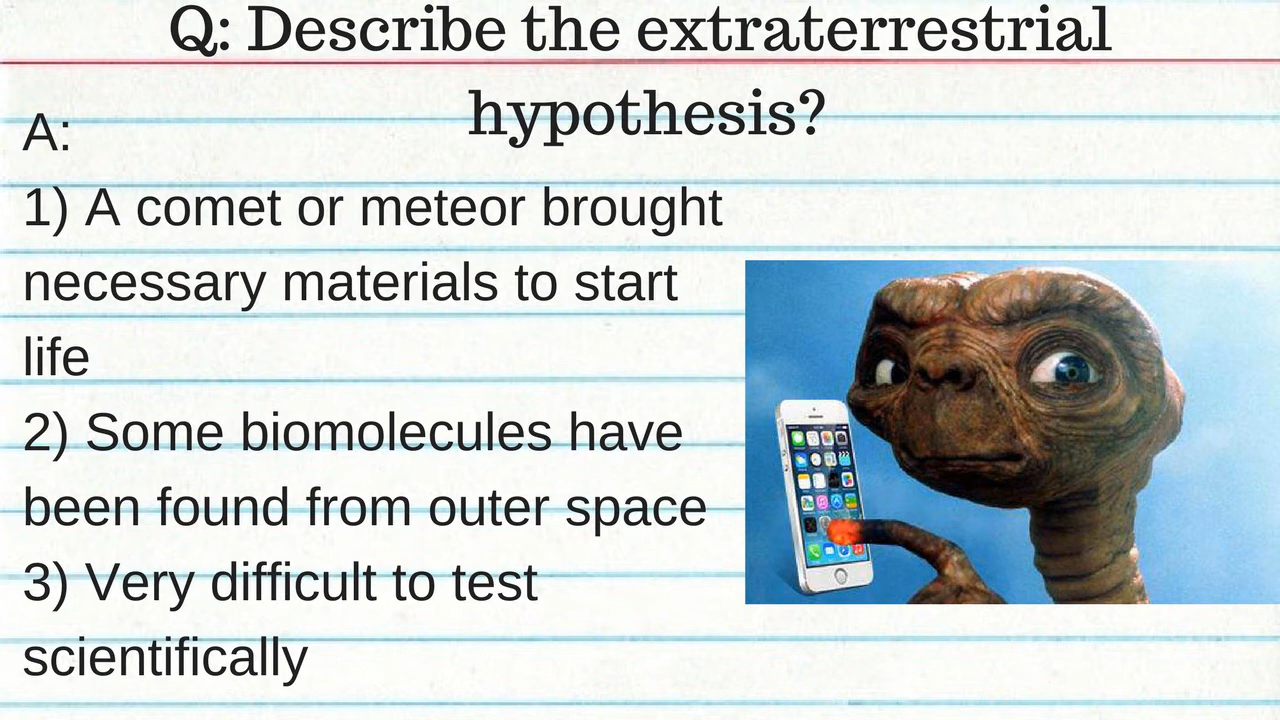 Q: Describe the extraterrestrial
hypothesis?
A:
1) A comet or meteor brought
necessary materials to start
life
2) Some biomolecules have
been found from outer space
3) Very difficult to test
scientifically